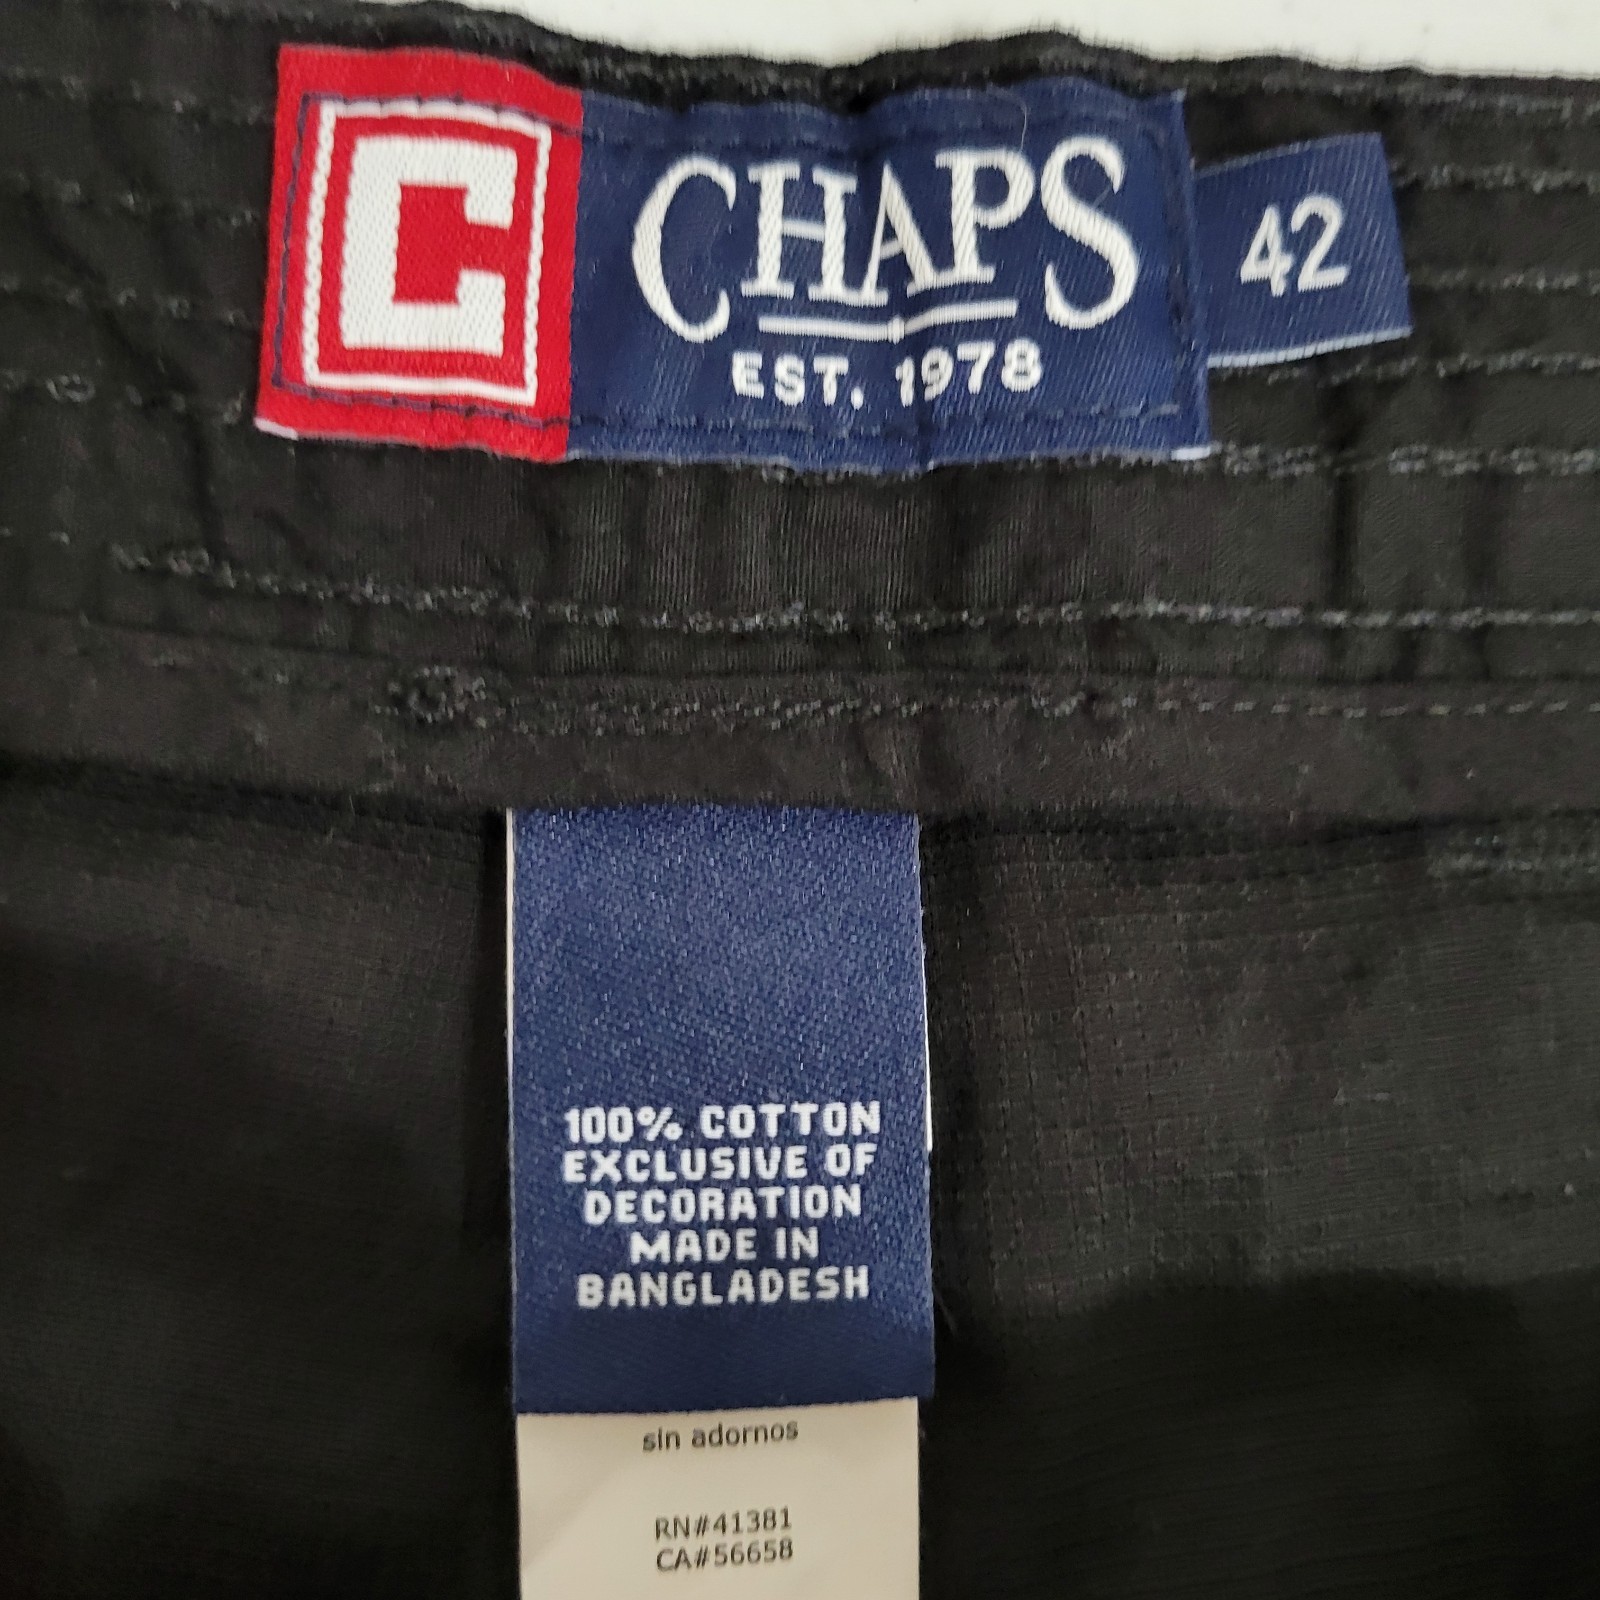 C
CHAPS
EST. 1978
42
100% COTTON
EXCLUSIVE OF
DECORATION
MADE IN
BANGLADESH
sin adornos
RN#41381
CA#56658